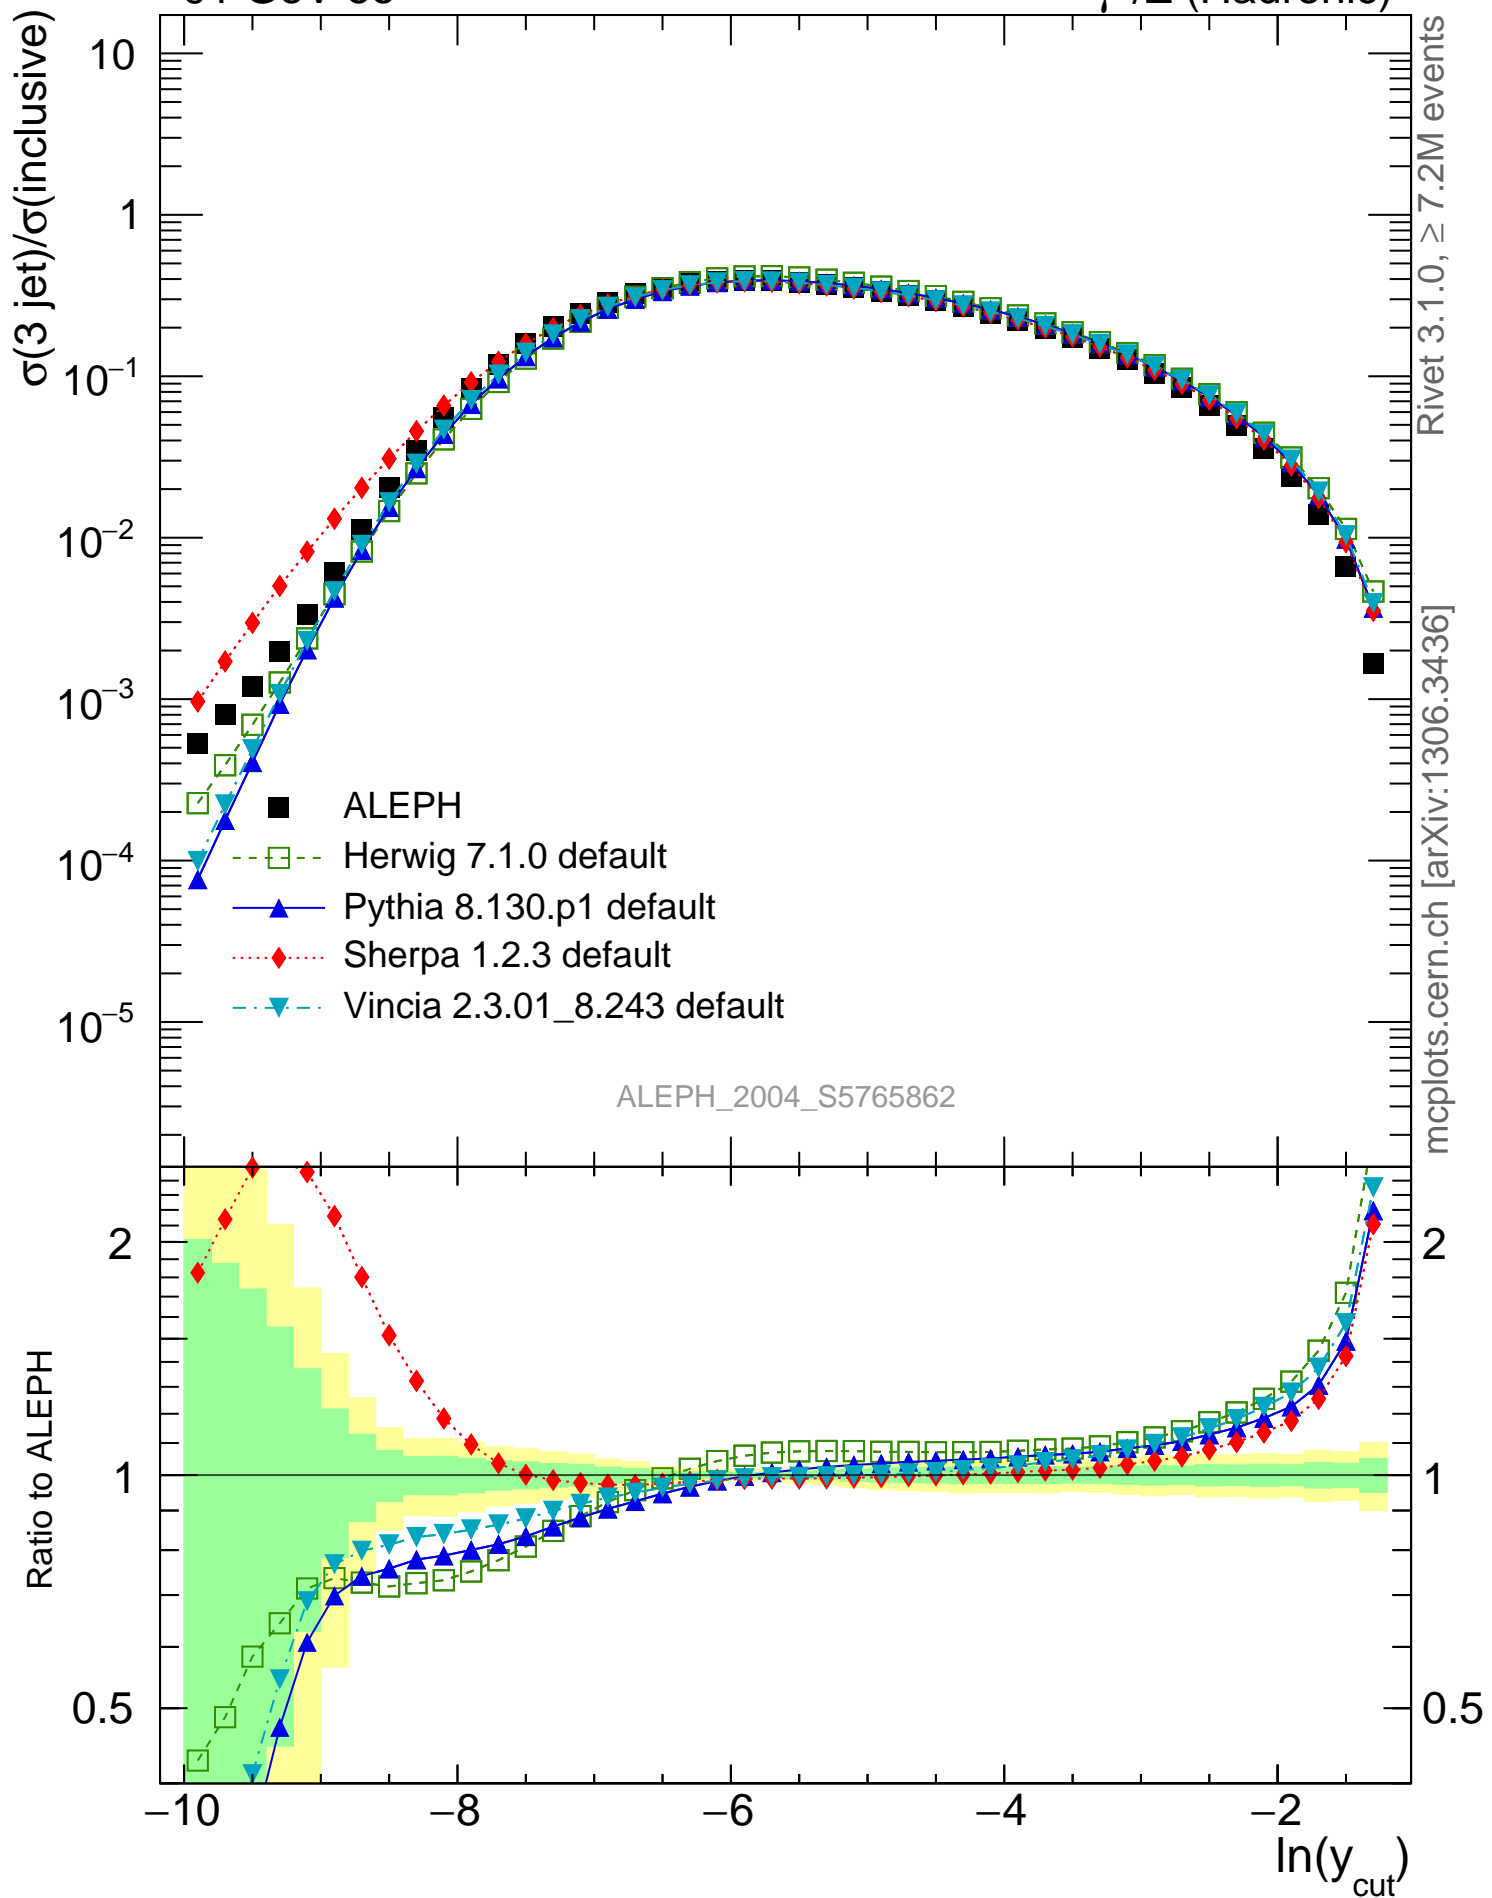 σ(3 jet)/σ(inclusive)
10
1
10⁻¹
10⁻²
10⁻³
10⁻⁴
10⁻⁵
ALEPH
Herwig 7.1.0 default
Pythia 8.130.p1 default
Sherpa 1.2.3 default
Vincia 2.3.01_8.243 default
ALEPH_2004_S5765862
Rivet 3.1.0, ≥ 7.2M events
mcplots.cern.ch [arXiv:1306.3436]
Ratio to ALEPH
2
1
0.5
2
1
0.5
−10 −8 −6 −4 −2
ln(y_cut)